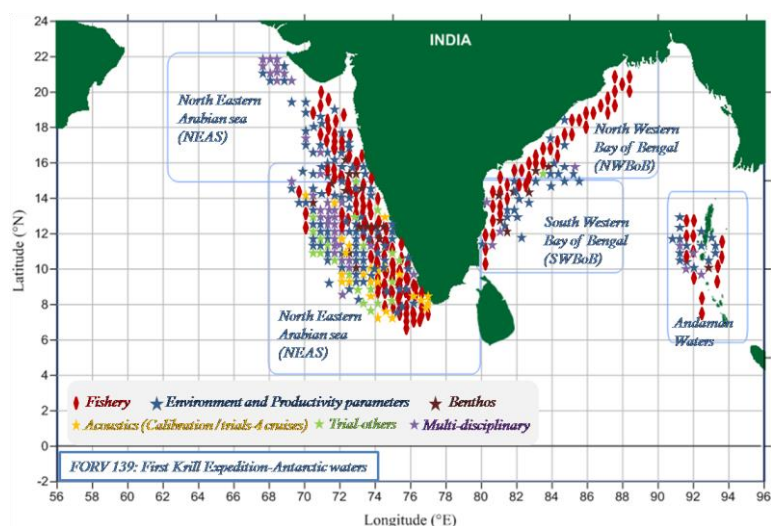 INDIA
North Eastern
Arabian sea
(NEAS)
North Western
Bay of Bengal
(NWBoB)
South Western
Bay of Bengal
(SWBoB)
North Eastern
Arabian sea
(NEAS)
Andaman
Waters
Fishery
Environment and Productivity parameters
Benthos
Acoustics (Calibration / trials-4 cruises)
Trial-others
Multi-disciplinary
FORV 139: First Krill Expedition-Antarctic waters
Latitude (°N)
24
22
20
18
16
14
12
10
8
6
4
2
0
-2
56 58 60 62 64 66 68 70 72 74 76 78 80 82 84 86 88 90 92 94 96
Longitude (°E)